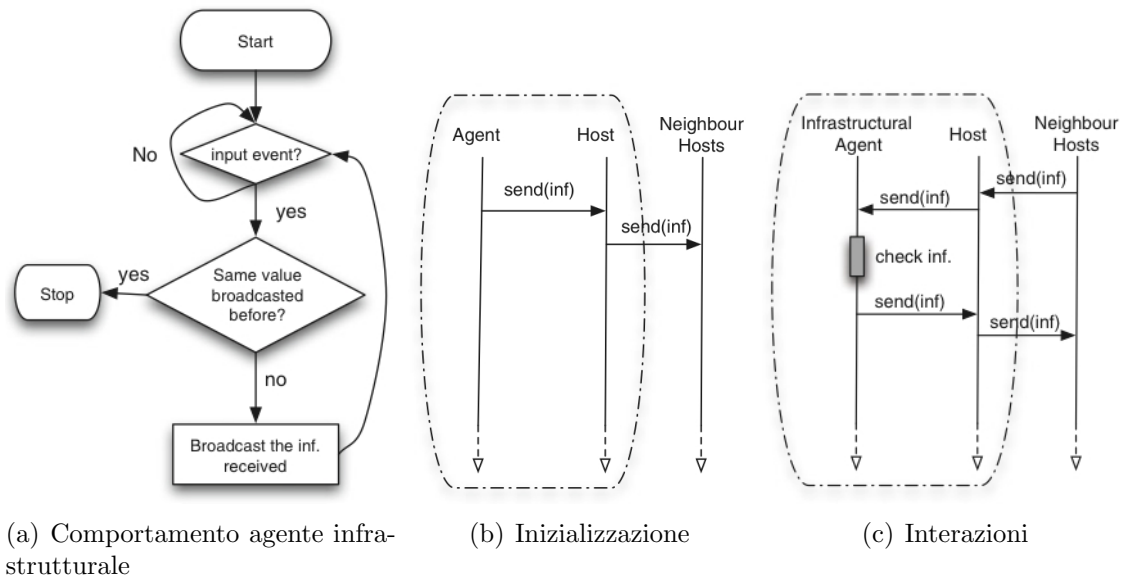 Start
input event?
No
yes
Same value
broadcasted
before?
yes
Stop
no
Broadcast the inf.
received
(a) Comportamento agente infra-
strutturale
Agent
Host
Neighbour
Hosts
send(inf)
send(inf)
(b) Inizializzazione
Infrastructural
Agent
Host
Neighbour
Hosts
send(inf)
send(inf)
check inf.
send(inf)
send(inf)
(c) Interazioni